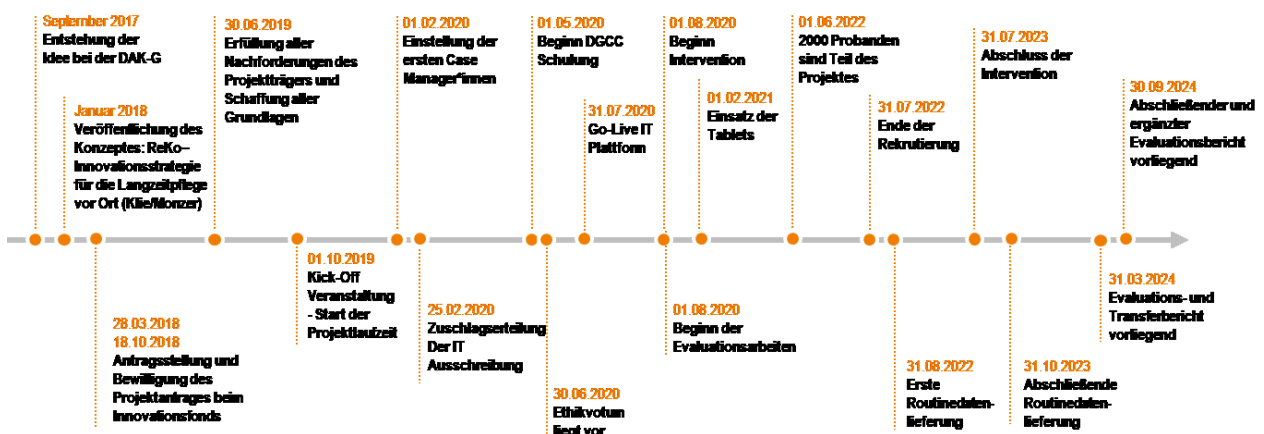 September 2017
Entstehung der
Idee bei der DAK-G
Januar 2018
Veröffentlichung des
Konzeptes: ReKo–
Innovationsstrategie
für die Langzeitpflege
vor Ort (Klie/Monzer)
28.03.2018
18.10.2018
Antragsstellung und
Bewilligung des
Projektantrages beim
Innovationsfonds
30.06.2019
Erfüllung aller
Nachforderungen des
Projektträgers und
Schaffung aller
Grundlagen
01.10.2019
Kick-Off
Veranstaltung
- Start der
Projektlaufzeit
01.02.2020
Einstellung der
ersten Case
Manager*innen
25.02.2020
Zuschlagserteilung
Der IT
Ausschreibung
01.05.2020
Beginn DGCC
Schulung
30.06.2020
Ethikvotum
liegt vor
31.07.2020
Go-Live IT
Plattform
01.08.2020
Beginn
Intervention
01.08.2020
Beginn der
Evaluationsarbeiten
01.02.2021
Einsatz der
Tablets
01.06.2022
2000 Probanden
sind Teil des
Projektes
31.07.2022
Ende der
Rekrutierung
31.08.2022
Erste
Routinedaten-
lieferung
31.07.2023
Abschluss der
Intervention
31.10.2023
Abschließende
Routinedaten-
lieferung
31.03.2024
Evaluations- und
Transferbericht
vorliegend
30.09.2024
Abschließender und
ergänzter
Evaluationsbericht
vorliegend